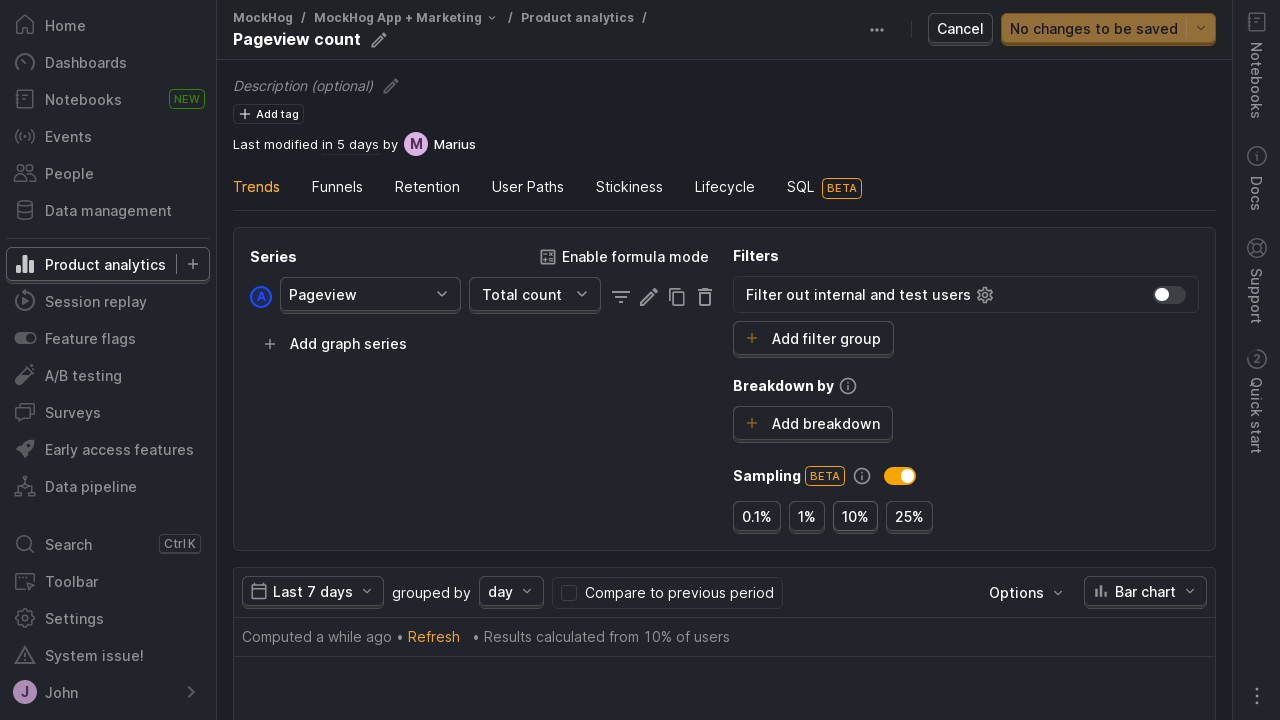 Home
Dashboards
Notebooks NEW
Events
People
Data management
Product analytics
Session replay
Feature flags
A/B testing
Surveys
Early access features
Data pipeline
Search Ctrl K
Toolbar
Settings
System issue!
J John
MockHog / MockHog App + Marketing / Product analytics /
Pageview count
Cancel
No changes to be saved
Description (optional)
Add tag
Last modified in 5 days by M Marius
Trends Funnels Retention User Paths Stickiness Lifecycle SQL BETA
Series Enable formula mode
A Pageview Total count
Add graph series
Filters
Filter out internal and test users
Add filter group
Breakdown by
Add breakdown
Sampling BETA
0.1% 1% 10% 25%
Last 7 days grouped by day Compare to previous period Options Bar chart
Computed a while ago • Refresh • Results calculated from 10% of users
Notebooks
Docs
Support
2 Quick start